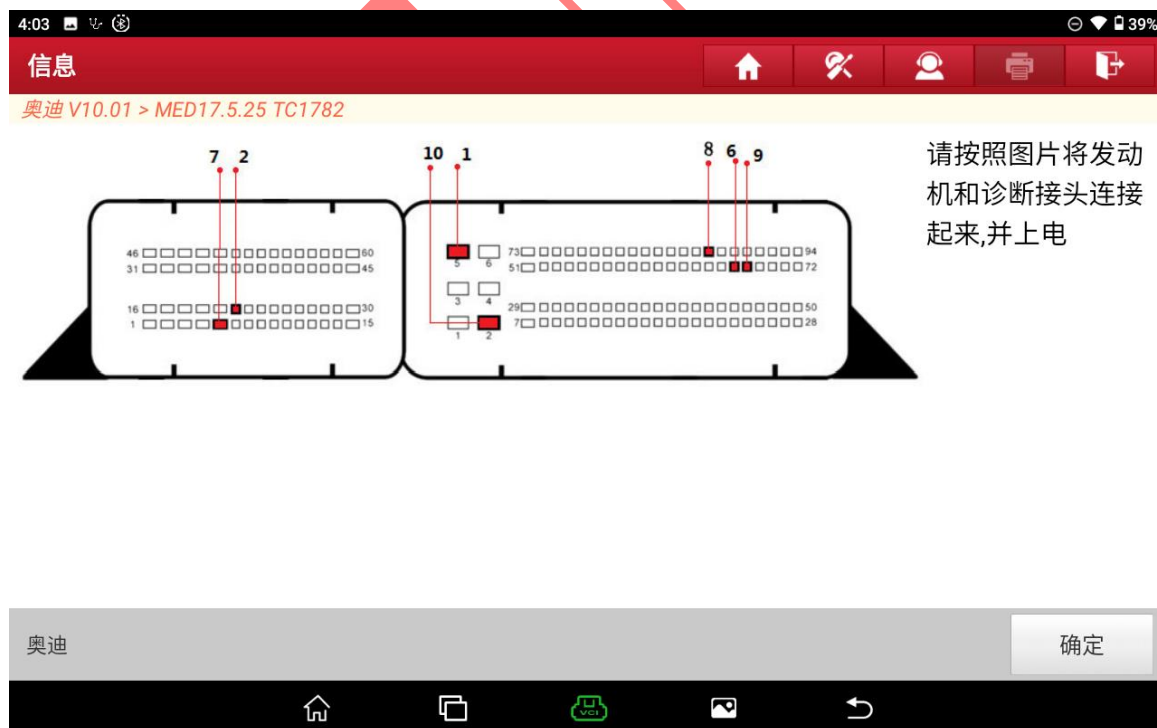 4:03
39%
信息
奥迪 V10.01 > MED17.5.25 TC1782
7 2 10 1 8 6 9
请按照图片将发动
机和诊断接头连接
起来,并上电
46 60 5 6 73 94
31 45 51 72
3 4
16 30 29 50
1 15 1 2 7 28
奥迪
确定
VCI